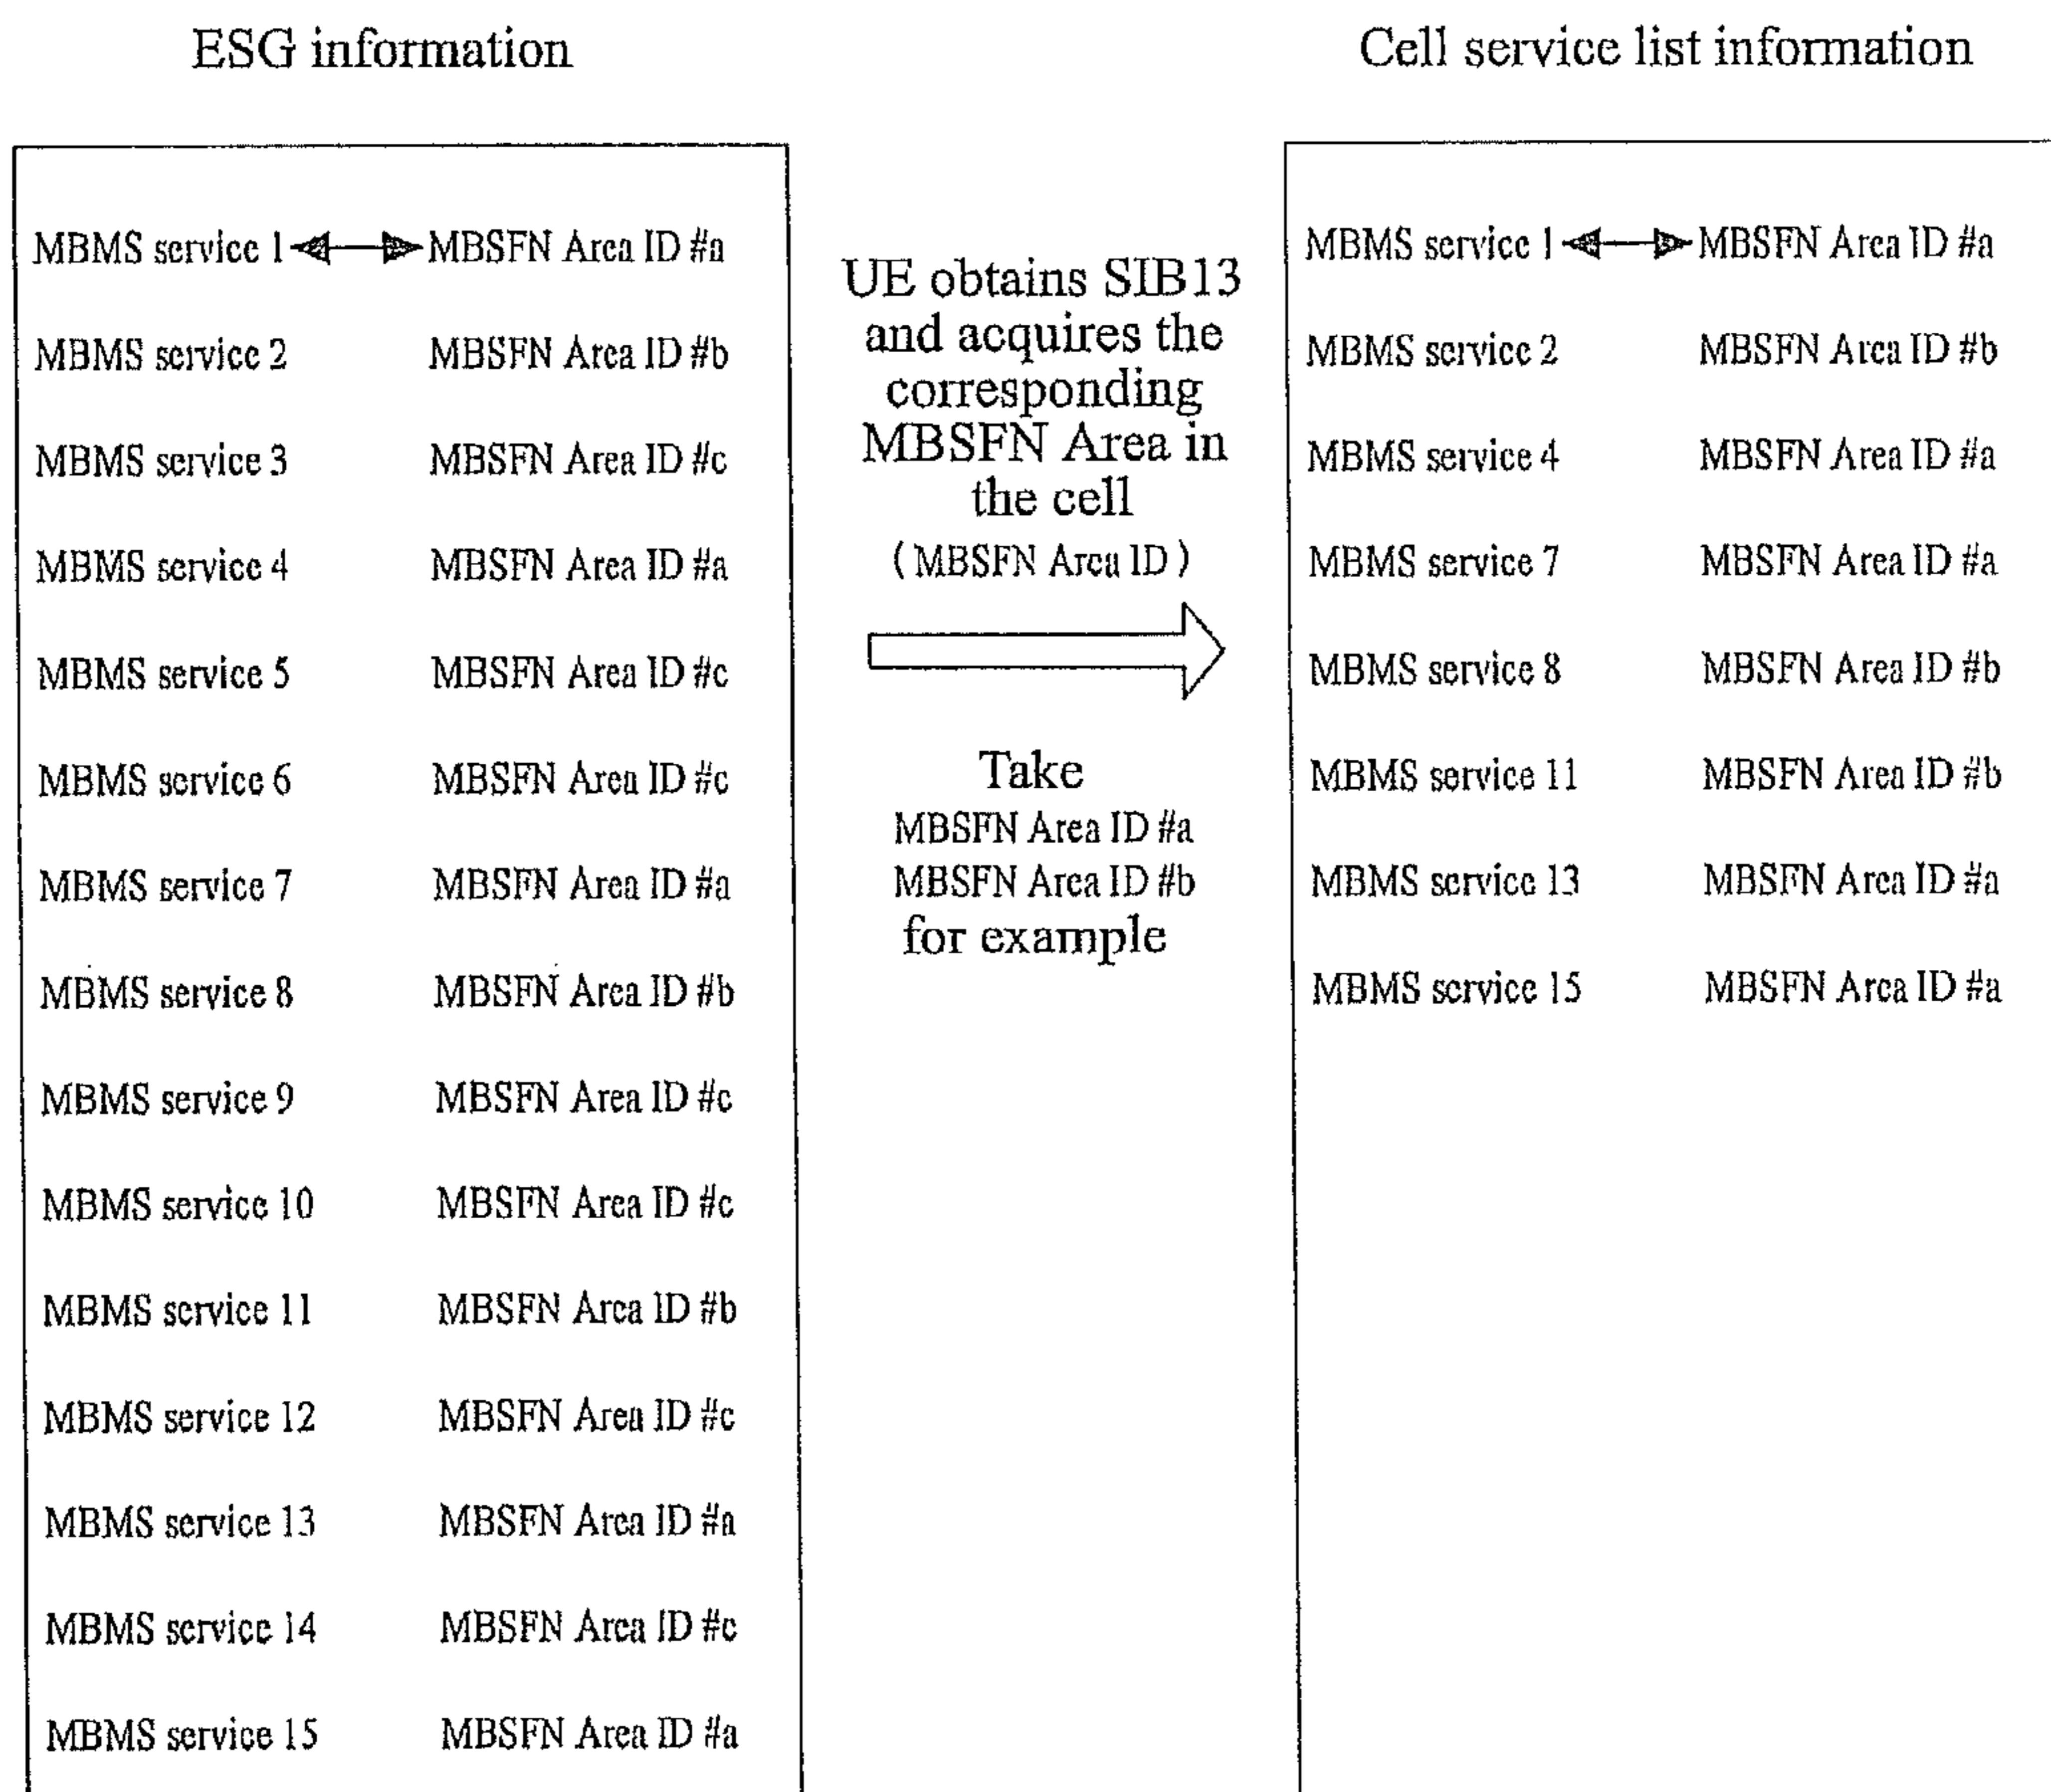 ESG information
MBMS service 1 MBSFN Area ID #a
MBMS service 2 MBSFN Area ID #b
MBMS service 3 MBSFN Area ID #c
MBMS service 4 MBSFN Area ID #a
MBMS service 5 MBSFN Area ID #c
MBMS service 6 MBSFN Area ID #c
MBMS service 7 MBSFN Area ID #a
MBMS service 8 MBSFN Area ID #b
MBMS service 9 MBSFN Area ID #c
MBMS service 10 MBSFN Area ID #c
MBMS service 11 MBSFN Area ID #b
MBMS service 12 MBSFN Area ID #c
MBMS service 13 MBSFN Area ID #a
MBMS service 14 MBSFN Area ID #c
MBMS service 15 MBSFN Area ID #a
UE obtains SIB13
and acquires the
corresponding
MBSFN Area in
the cell
(MBSFN Area ID)
Take
MBSFN Area ID #a
MBSFN Area ID #b
for example
Cell service list information
MBMS service 1 MBSFN Area ID #a
MBMS service 2 MBSFN Area ID #b
MBMS service 4 MBSFN Area ID #a
MBMS service 7 MBSFN Area ID #a
MBMS service 8 MBSFN Area ID #b
MBMS service 11 MBSFN Area ID #b
MBMS service 13 MBSFN Area ID #a
MBMS service 15 MBSFN Area ID #a